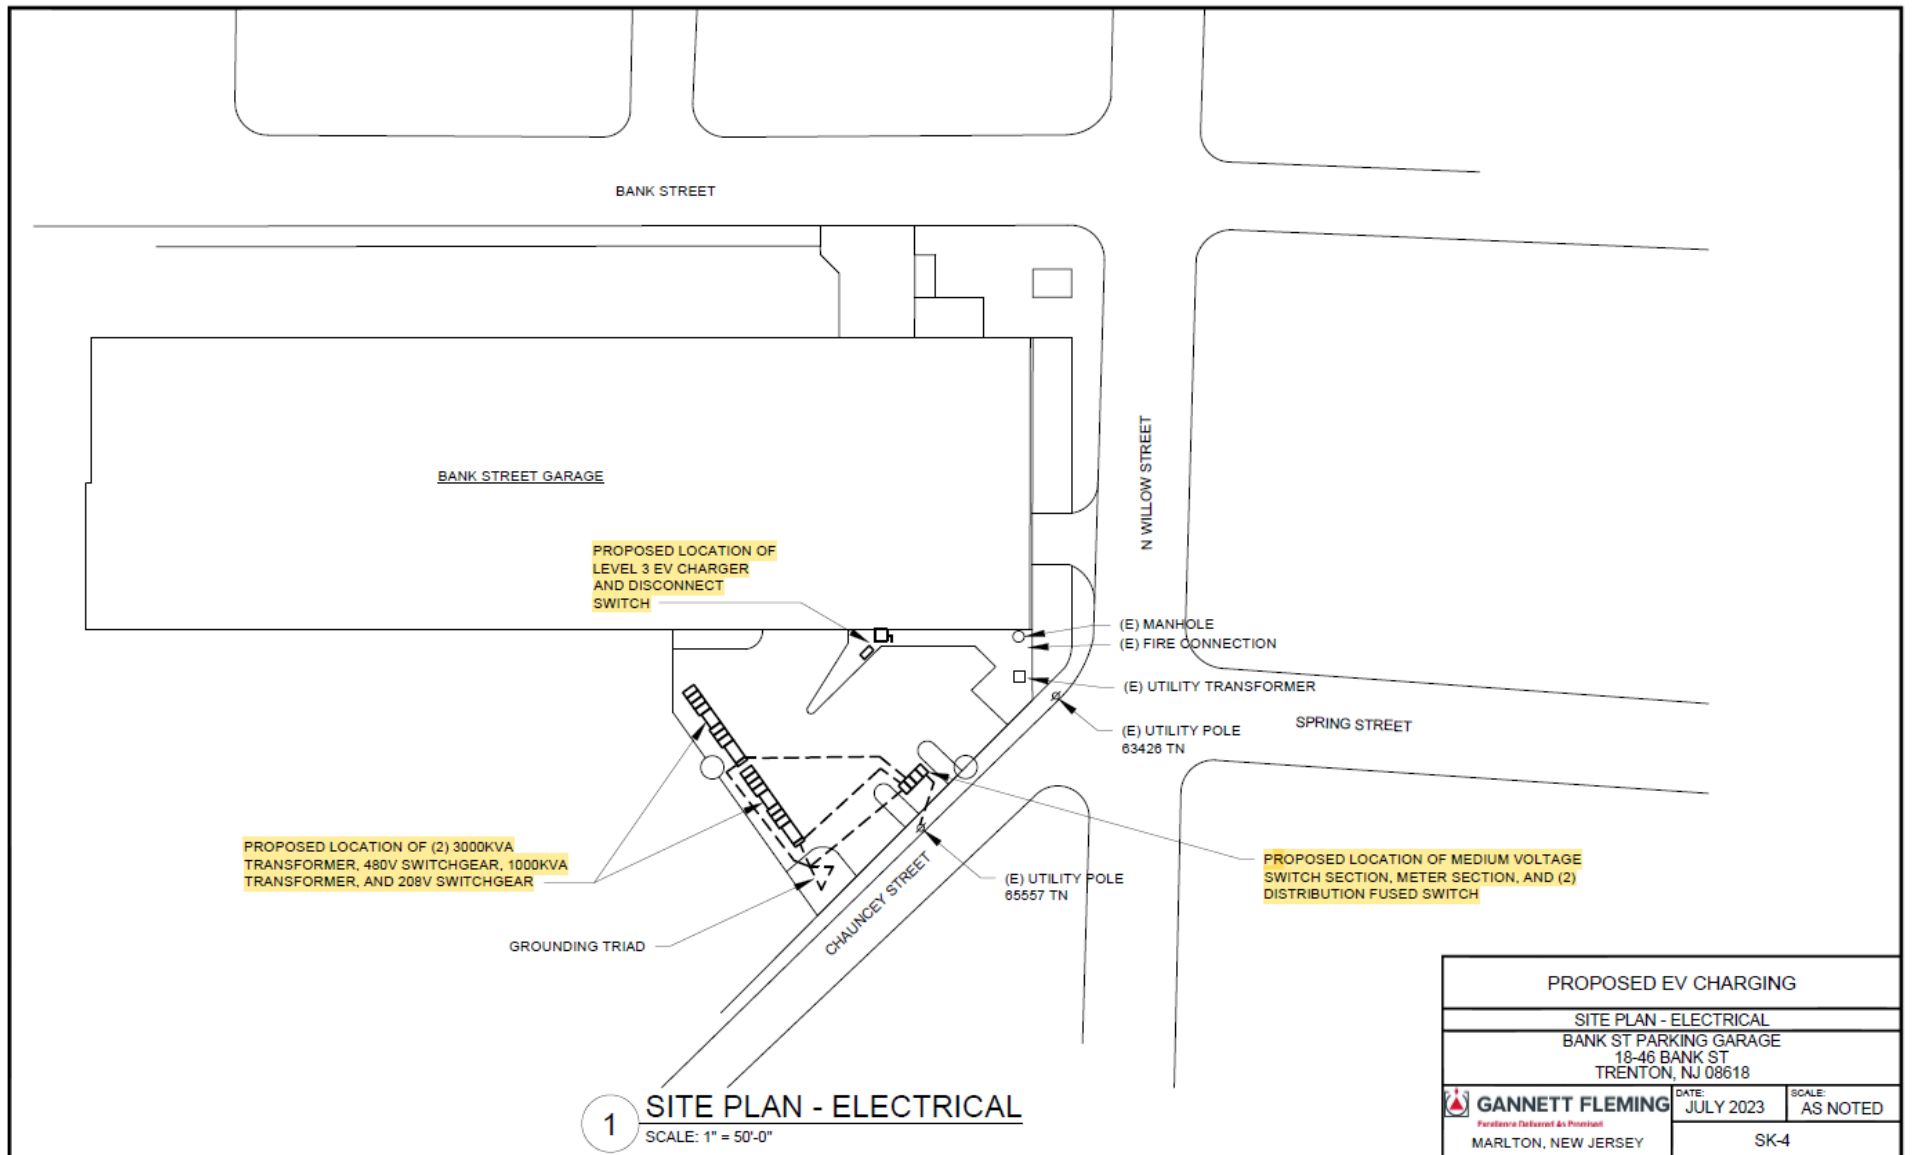 BANK STREET
N WILLOW STREET
BANK STREET GARAGE
PROPOSED LOCATION OF
LEVEL 3 EV CHARGER
AND DISCONNECT
SWITCH
(E) MANHOLE
(E) FIRE CONNECTION
(E) UTILITY TRANSFORMER
(E) UTILITY POLE
63426 TN
SPRING STREET
PROPOSED LOCATION OF (2) 3000KVA
TRANSFORMER, 480V SWITCHGEAR, 1000KVA
TRANSFORMER, AND 208V SWITCHGEAR
GROUNDING TRIAD
CHAUNCEY STREET
(E) UTILITY POLE
65557 TN
PROPOSED LOCATION OF MEDIUM VOLTAGE
SWITCH SECTION, METER SECTION, AND (2)
DISTRIBUTION FUSED SWITCH
1
SITE PLAN - ELECTRICAL
SCALE: 1" = 50'-0"
PROPOSED EV CHARGING
SITE PLAN - ELECTRICAL
BANK ST PARKING GARAGE
18-46 BANK ST
TRENTON, NJ 08618
GANNETT FLEMING
Excellence Delivered As Promised
MARLTON, NEW JERSEY
DATE:
JULY 2023
SCALE:
AS NOTED
SK-4